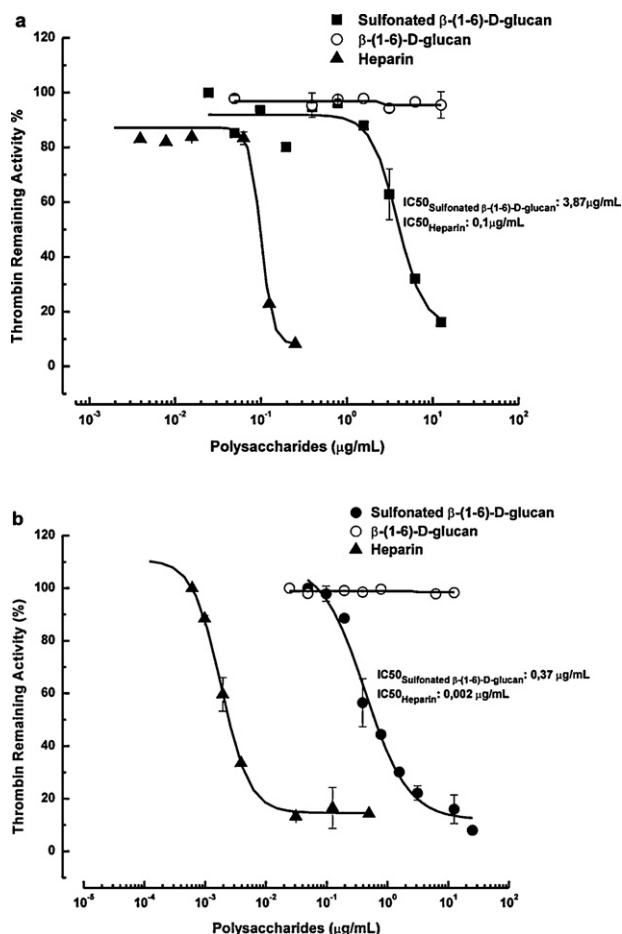 a
Sulfonated β-(1-6)-D-glucan
β-(1-6)-D-glucan
Heparin
120
100
80
60
40
20
0
Thrombin Remaining Activity %
IC50Sulfonated β-(1-6)-D-glucan: 3,87µg/mL
IC50Heparin: 0,1µg/mL
10-3 10-2 10-1 100 101 102
Polysaccharides (µg/mL)
b
Sulfonated β-(1-6)-D-glucan
β-(1-6)-D-glucan
Heparin
120
100
80
60
40
20
0
Thrombin Remaining Activity (%)
IC50Sulfonated β-(1-6)-D-glucan: 0,37 µg/mL
IC50Heparin: 0,002 µg/mL
10-5 10-4 10-3 10-2 10-1 100 101 102
Polysaccharides (µg/mL)